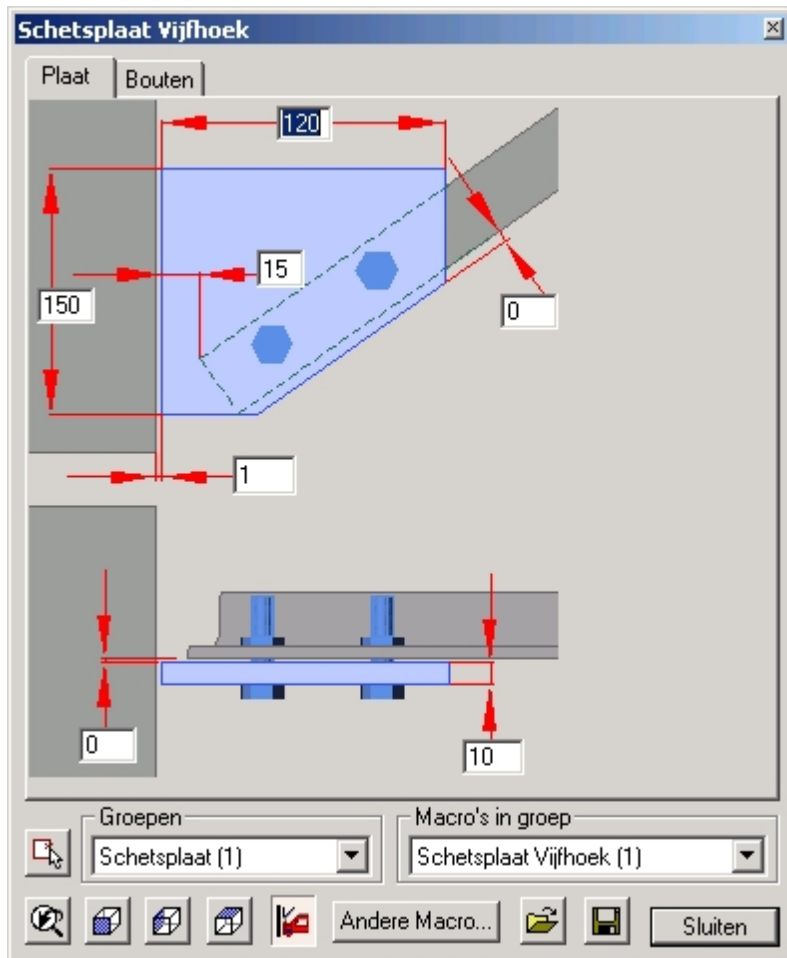 Schetsplaat Vijfhoek
Plaat
Bouten
120
15
150
0
1
0
10
Groepen
Macro's in groep
Schetsplaat (1)
Schetsplaat Vijfhoek (1)
Andere Macro...
Sluiten